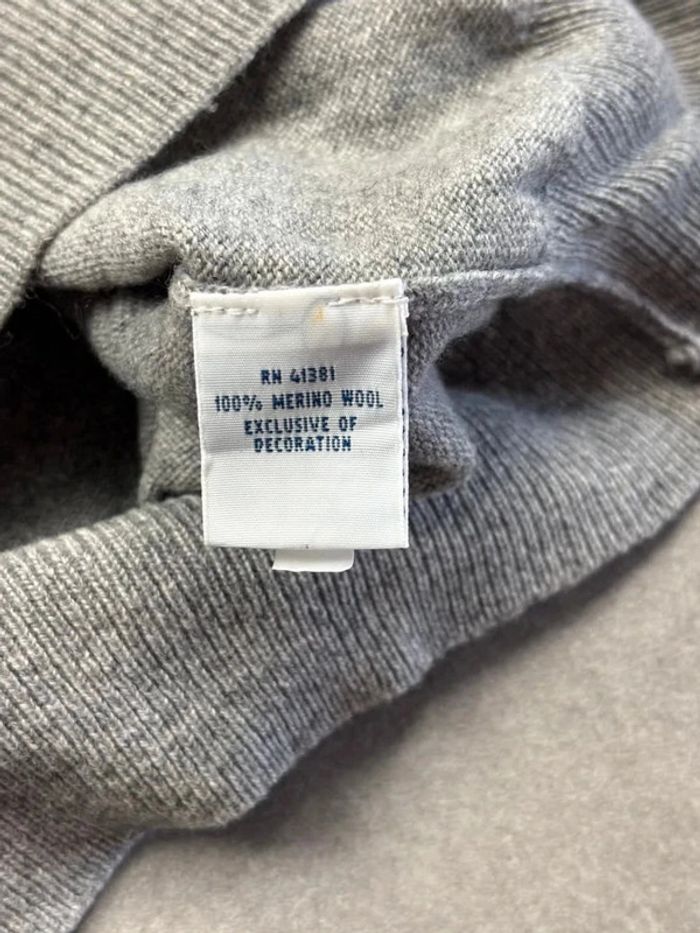 RN 41381
100% MERINO WOOL
EXCLUSIVE OF
DECORATION